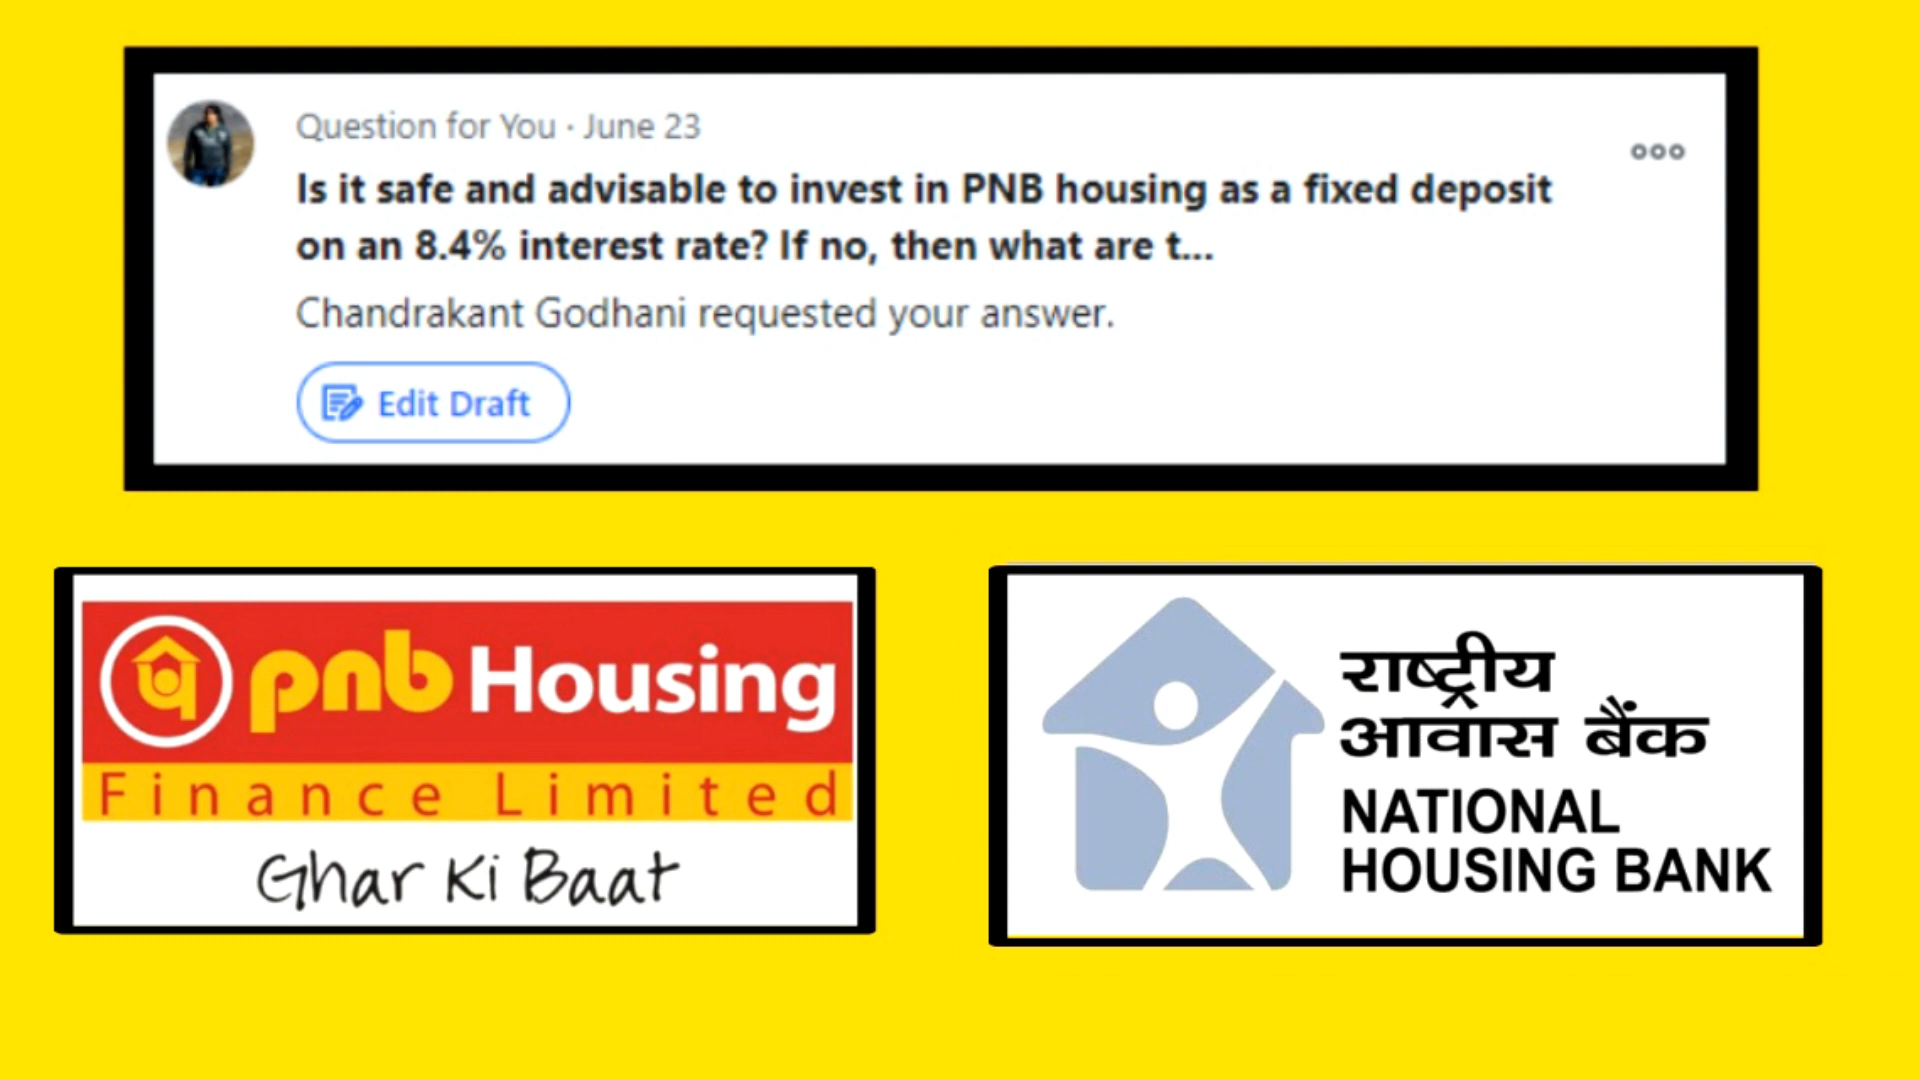 Question for You · June 23
Is it safe and advisable to invest in PNB housing as a fixed deposit
on an 8.4% interest rate? If no, then what are t...
Chandrakant Godhani requested your answer.
Edit Draft
pnb Housing
Finance Limited
Ghar Ki Baat
राष्ट्रीय
आवास बैंक
NATIONAL
HOUSING BANK